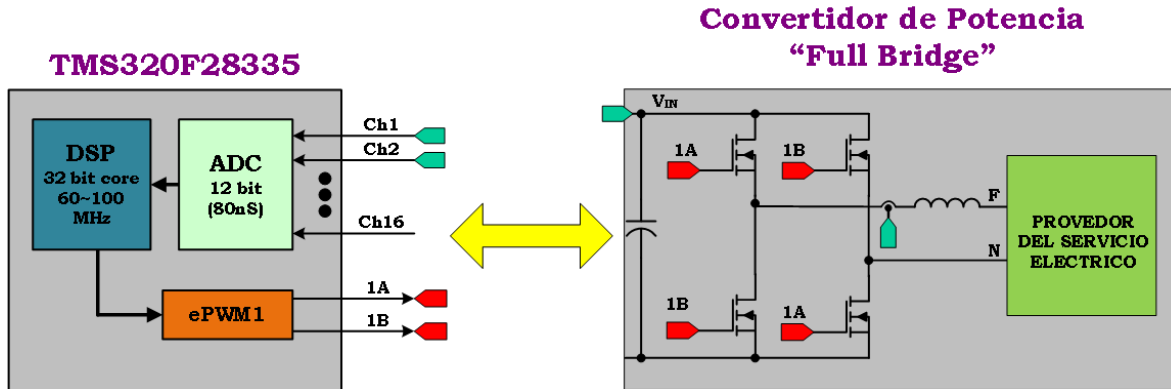 TMS320F28335
DSP
32 bit core
60~100
MHz
ADC
12 bit
(80nS)
Ch1
Ch2
Ch16
ePWM1
1A
1B
Convertidor de Potencia
“Full Bridge”
VIN
1A
1B
1B
1A
F
N
PROVEDOR
DEL SERVICIO
ELECTRICO